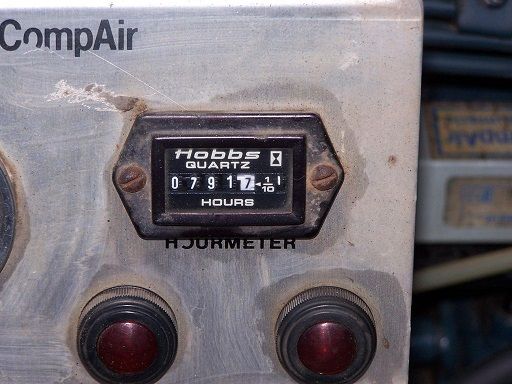 CompAir
Hobbs
QUARTZ
07917 1/10
HOURS
HOURMETER